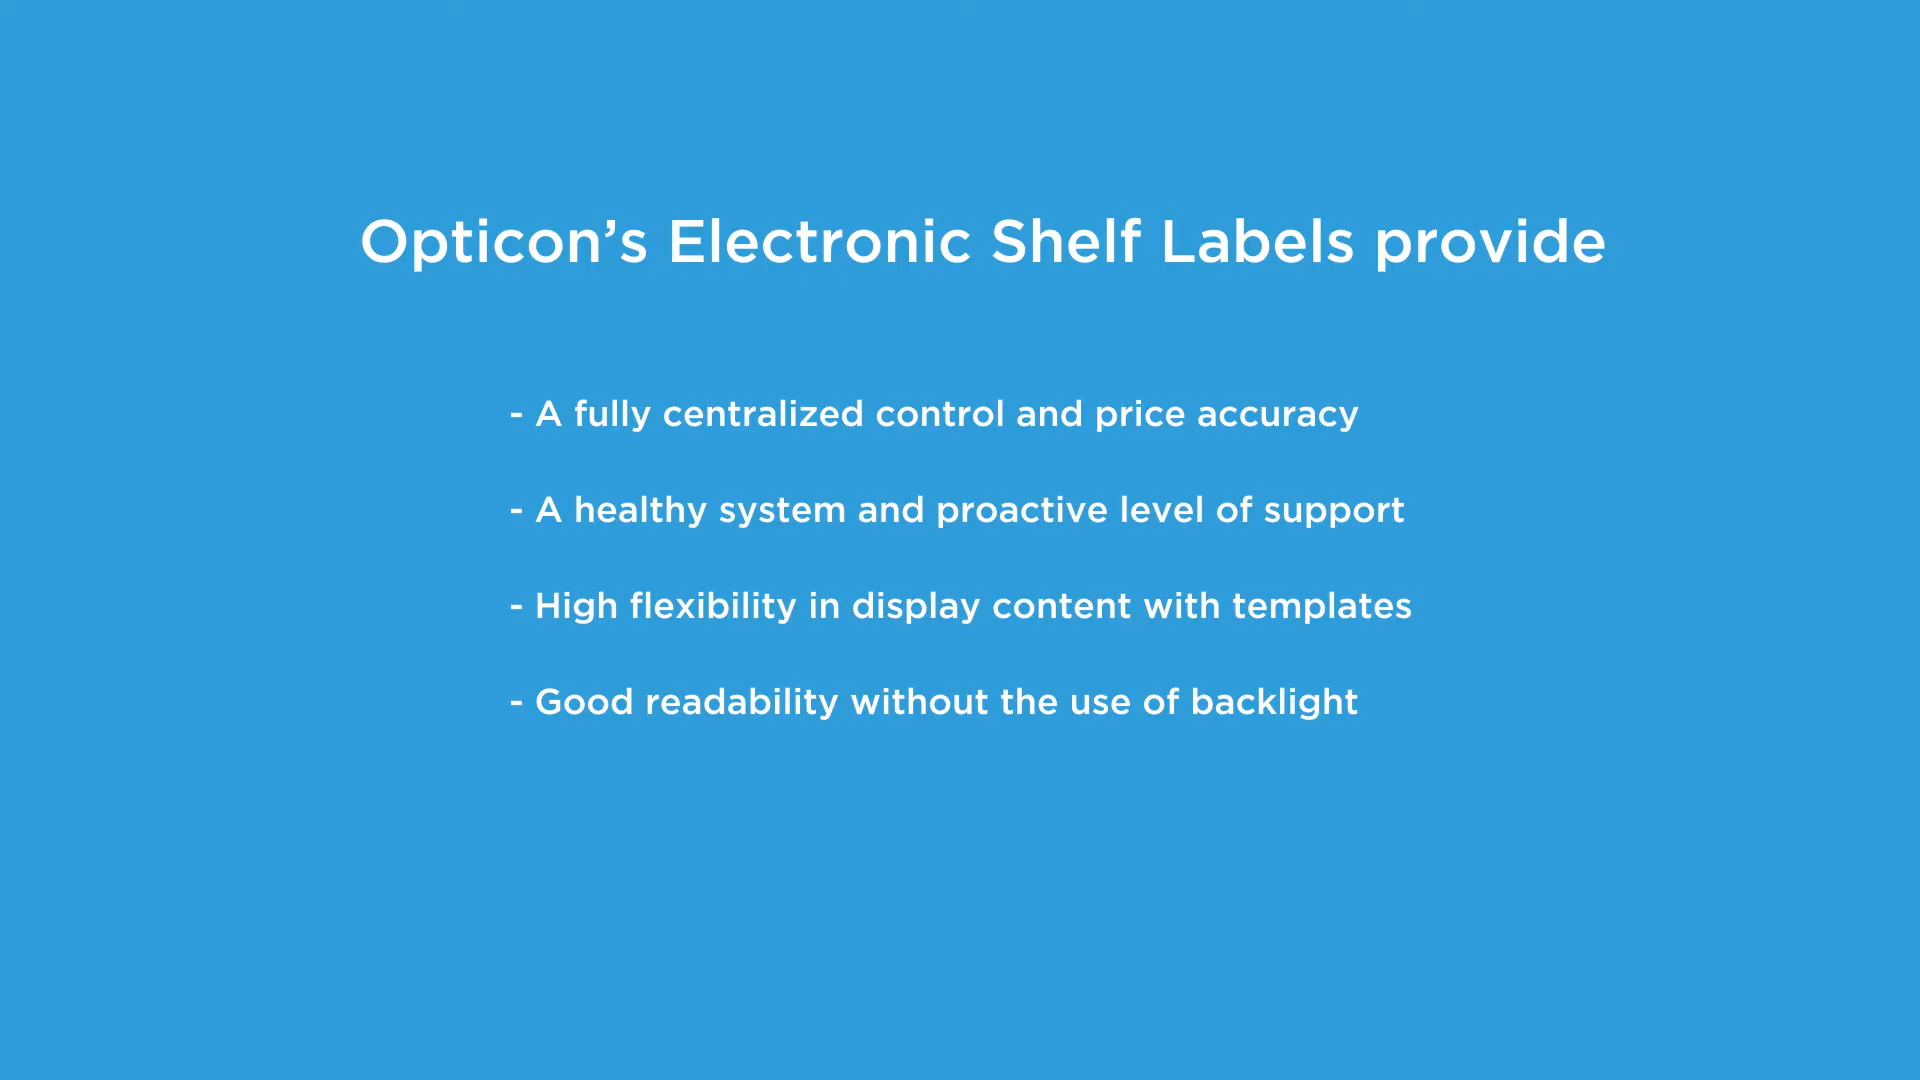 Opticon’s Electronic Shelf Labels provide
- A fully centralized control and price accuracy
- A healthy system and proactive level of support
- High flexibility in display content with templates
- Good readability without the use of backlight